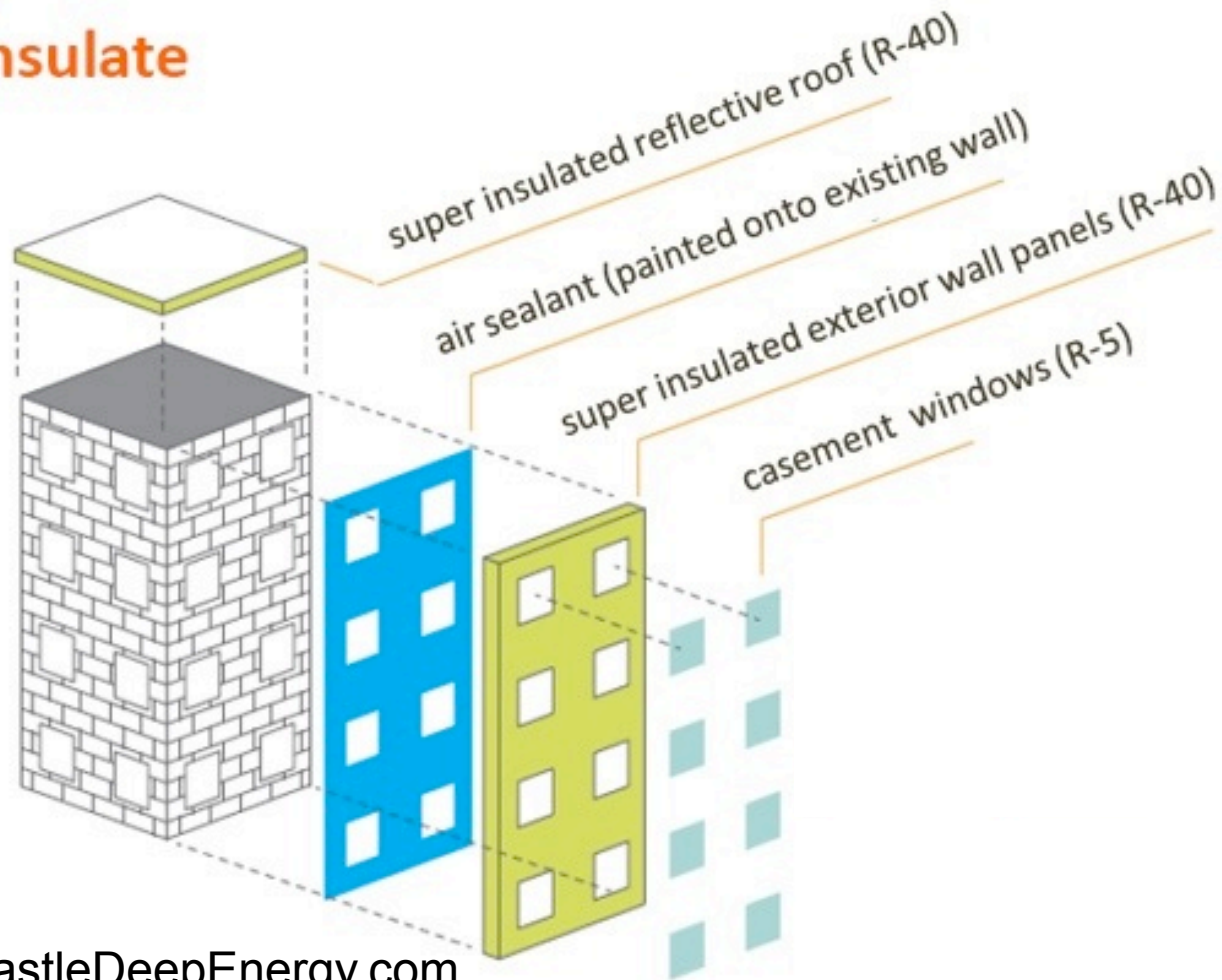 nsulate
super insulated reflective roof (R-40)
air sealant (painted onto existing wall)
super insulated exterior wall panels (R-40)
casement windows (R-5)
astleDeepEnergy.com